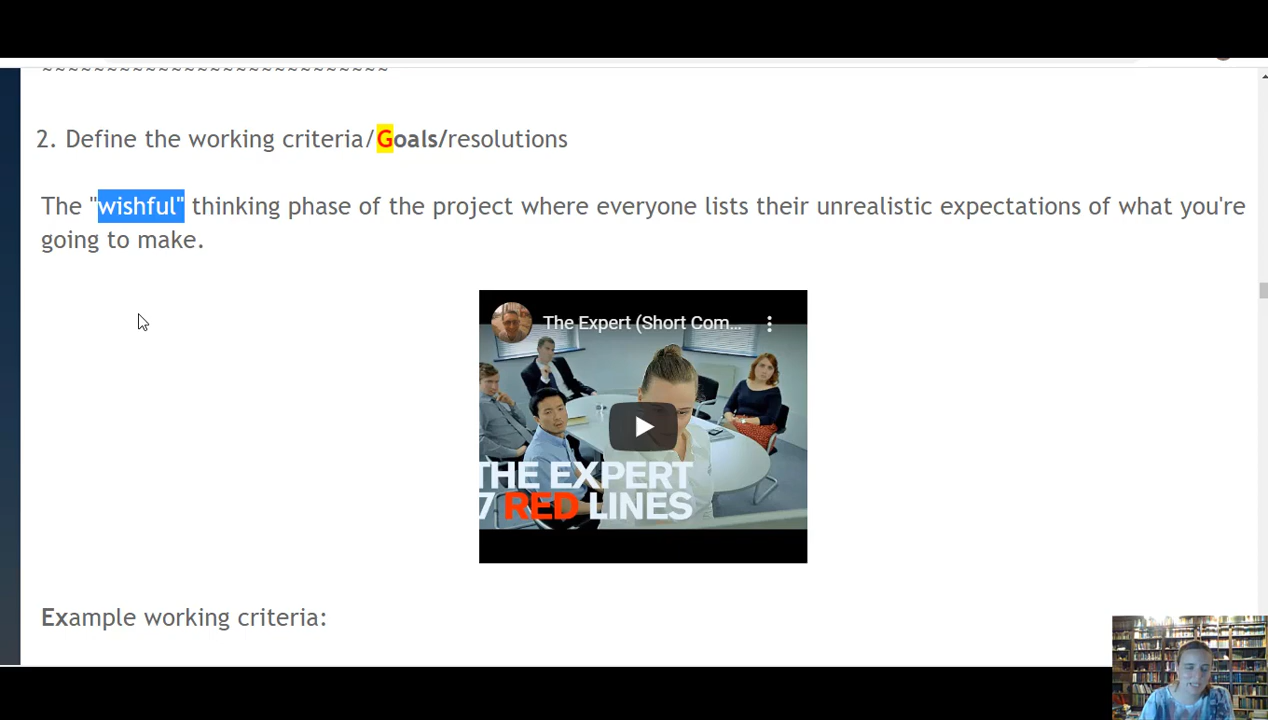 ~~~~~~~~~~~~~~~~~~~~~~~~~~~
2. Define the working criteria/Goals/resolutions
The "wishful" thinking phase of the project where everyone lists their unrealistic expectations of what you're
going to make.
The Expert (Short Com...
THE EXPERT
7 RED LINES
Example working criteria: